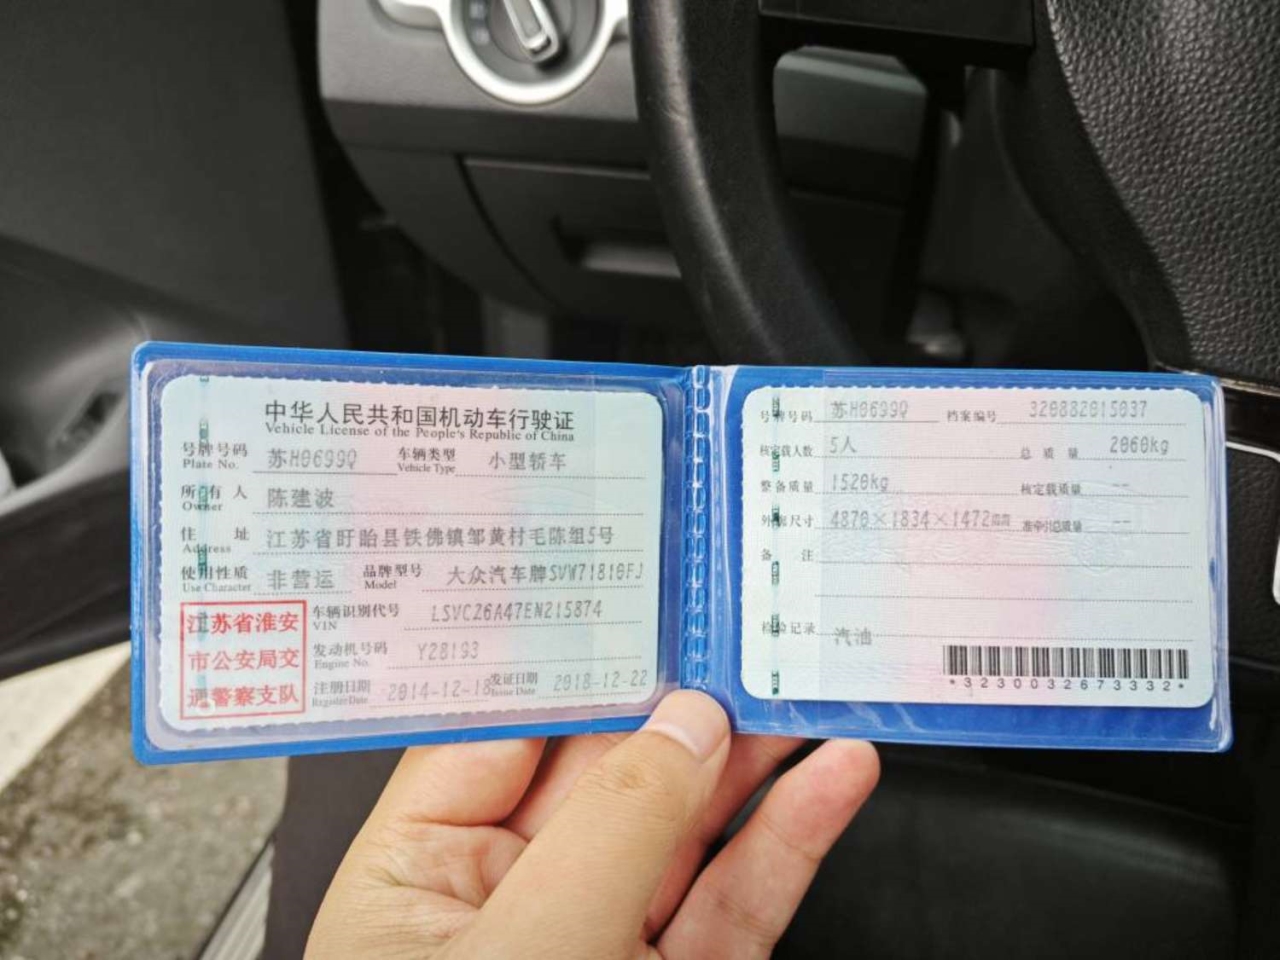 中华人民共和国机动车行驶证
Vehicle License of the People's Republic of China
号牌号码 苏H0699Q 车辆类型 小型轿车
Plate No. Vehicle Type
所有人 陈建波
Owner
住址 江苏省盱眙县铁佛镇邹黄村毛陈组5号
Address
使用性质 非营运 品牌型号 大众汽车牌SVW71810FJ
Use Character Model
江苏省淮安
市公安局交
通警察支队
车辆识别代号 LSVCZ6A47EN215874
VIN
发动机号码 Y28193
Engine No.
注册日期 2014-12-18 发证日期 2018-12-22
Register Date Issue Date
号牌号码 苏H0699Q 档案编号 320882015037
核定载人数 5人 总质量 2060kg
整备质量 1520kg 核定载质量 --
外廓尺寸 4870×1834×1472 准牵引总质量 --
备注
检验记录 汽油
*3230032673332*